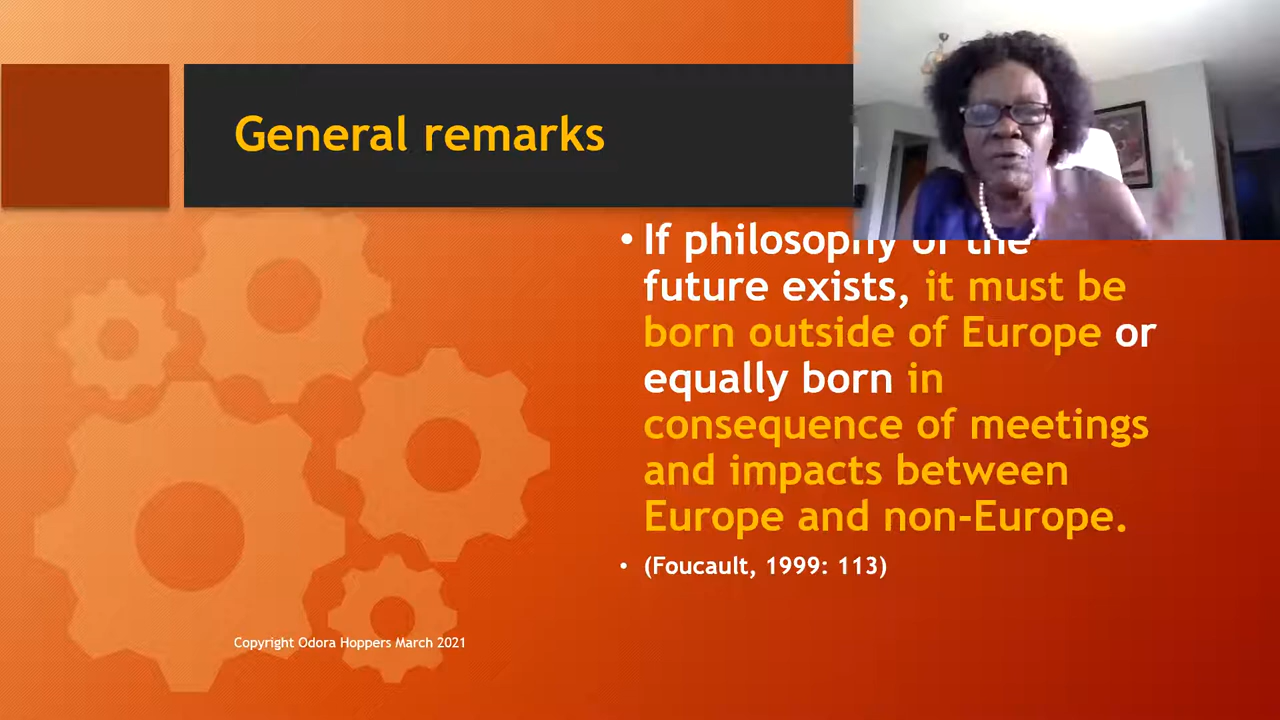 General remarks
• If philosophy of the
future exists, it must be
born outside of Europe or
equally born in
consequence of meetings
and impacts between
Europe and non-Europe.
• (Foucault, 1999: 113)
Copyright Odora Hoppers March 2021